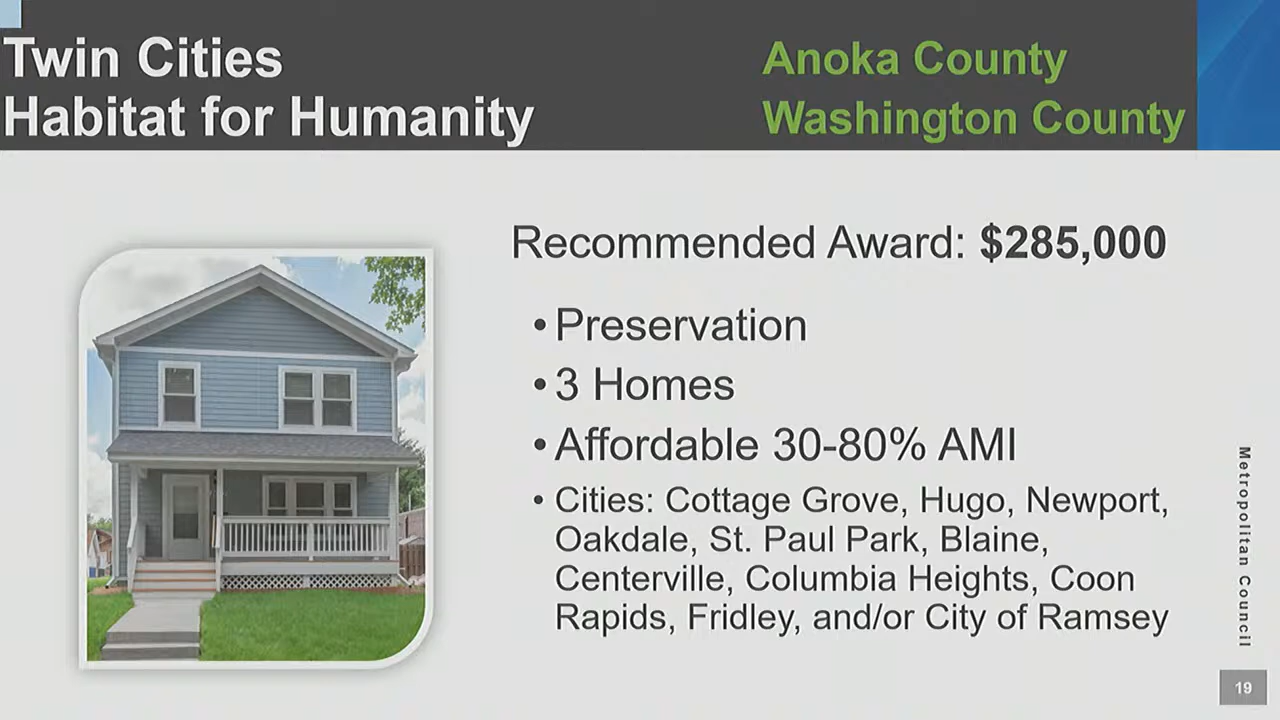 Twin Cities
Habitat for Humanity
Anoka County
Washington County
Recommended Award: $285,000
• Preservation
• 3 Homes
• Affordable 30-80% AMI
• Cities: Cottage Grove, Hugo, Newport,
Oakdale, St. Paul Park, Blaine,
Centerville, Columbia Heights, Coon
Rapids, Fridley, and/or City of Ramsey
Metropolitan Council
19